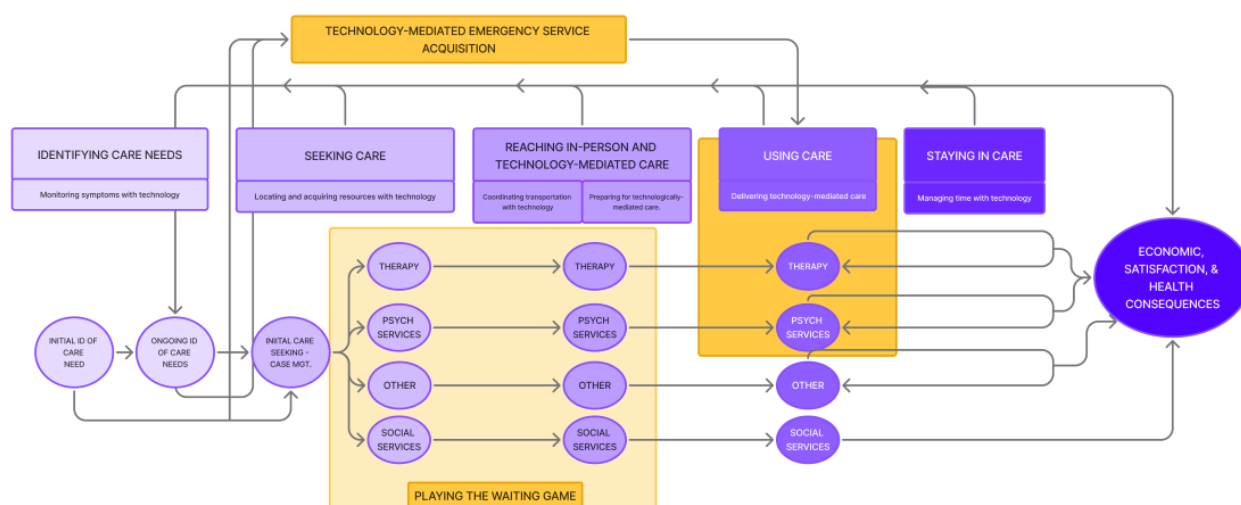 TECHNOLOGY-MEDIATED EMERGENCY SERVICE
ACQUISITION
IDENTIFYING CARE NEEDS
Monitoring symptoms with technology
SEEKING CARE
Locating and acquiring resources with technology
REACHING IN-PERSON AND
TECHNOLOGY-MEDIATED CARE
Coordinating transportation
with technology
Preparing for technologically-
mediated care.
USING CARE
Delivering technology-mediated care
STAYING IN CARE
Managing time with technology
INITIAL ID OF
CARE
NEED
ONGOING ID
OF CARE
NEEDS
INIITAL CARE
SEEKING -
CASE MGT.
THERAPY
THERAPY
THERAPY
PSYCH
SERVICES
PSYCH
SERVICES
PSYCH
SERVICES
OTHER
OTHER
OTHER
SOCIAL
SERVICES
SOCIAL
SERVICES
SOCIAL
SERVICES
ECONOMIC,
SATISFACTION, &
HEALTH
CONSEQUENCES
PLAYING THE WAITING GAME